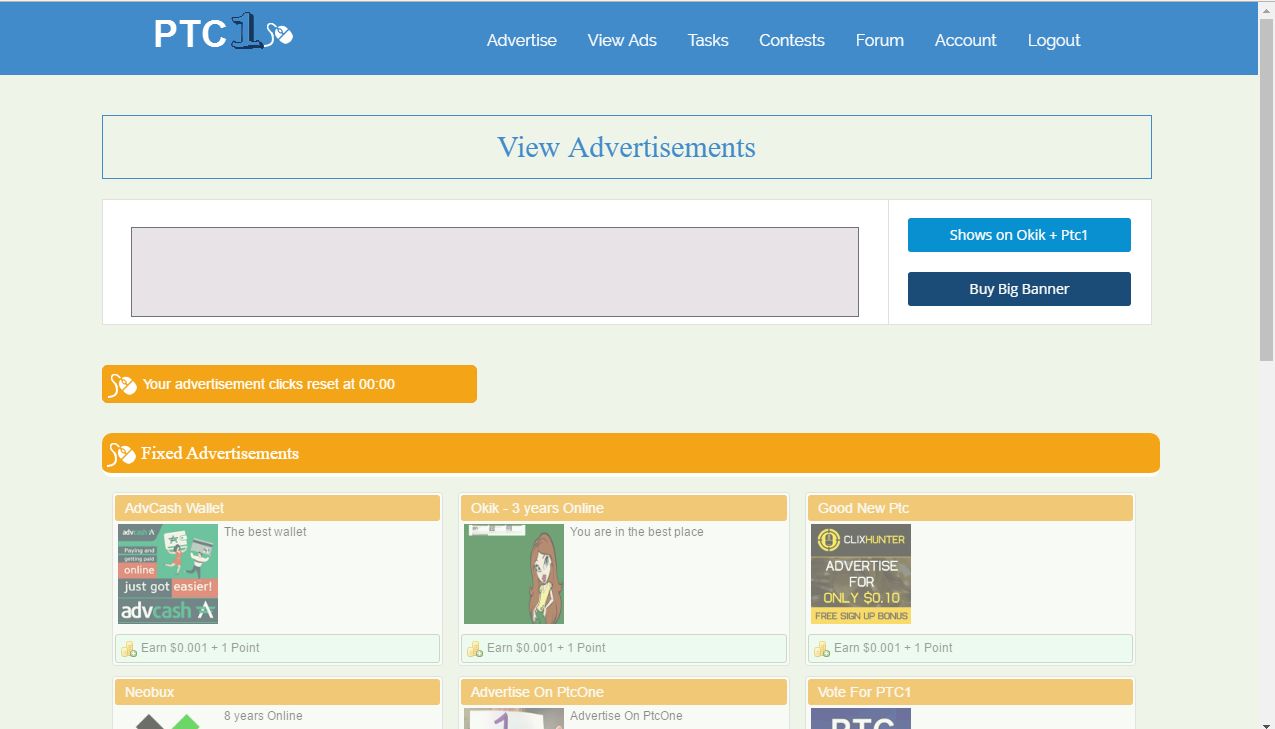 PTC1
Advertise View Ads Tasks Contests Forum Account Logout
View Advertisements
Shows on Okik + Ptc1
Buy Big Banner
Your advertisement clicks reset at 00:00
Fixed Advertisements
AdvCash Wallet
advcash A
Paying and
getting paid
online
just got easier!
advcash A
The best wallet
Earn $0.001 + 1 Point
Okik - 3 years Online
You are in the best place
Earn $0.001 + 1 Point
Good New Ptc
CLIXHUNTER
ADVERTISE
FOR
ONLY $0.10
FREE SIGN UP BONUS
Earn $0.001 + 1 Point
Neobux
8 years Online
Advertise On PtcOne
1
Advertise On PtcOne
Vote For PTC1
PTC